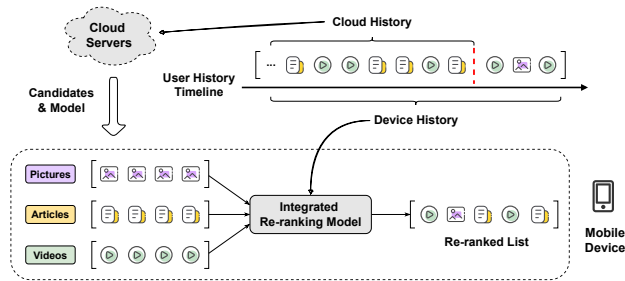 Cloud History
Cloud
Servers
...
User History
Timeline
Candidates
& Model
Device History
Pictures
Articles
Videos
Integrated
Re-ranking Model
Re-ranked List
Mobile
Device